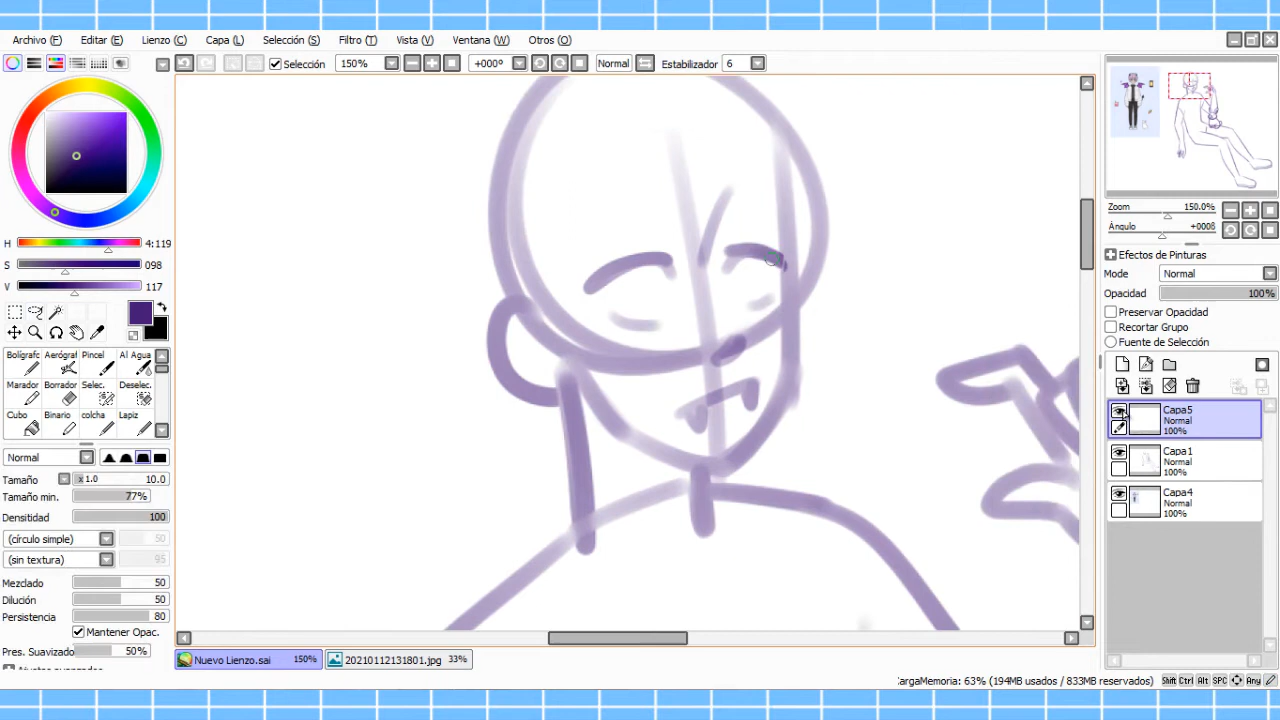 Archivo (F) Editar (E) Lienzo (C) Capa (L) Selección (S) Filtro (T) Vista (V) Ventana (W) Otros (O)
Selección 150% +000º Normal Estabilizador 6
H 4:119
S 098
V 117
Bolígrafo Aerógrafo Pincel Al Agua
Marador Borrador Selec. Deselec.
Cubo Binario colcha Lapiz
Normal
Tamaño x 1.0 10.0
Tamaño min. 77%
Densitidad 100
(círculo simple) 50
(sin textura) 95
Mezclado 50
Dilución 50
Persistencia 80
Mantener Opac.
Pres. Suavizado 50%
Zoom 150.0%
Ángulo +000º
Efectos de Pinturas
Mode Normal
Opacidad 100%
Preservar Opacidad
Recortar Grupo
Fuente de Selección
Capa5
Normal
100%
Capa1
Normal
100%
Capa4
Normal
100%
Nuevo Lienzo.sai 150% 20210112131801.jpg 33%
CargaMemoria: 63% (194MB usados / 833MB reservados) Shift Ctrl Alt SPC Any